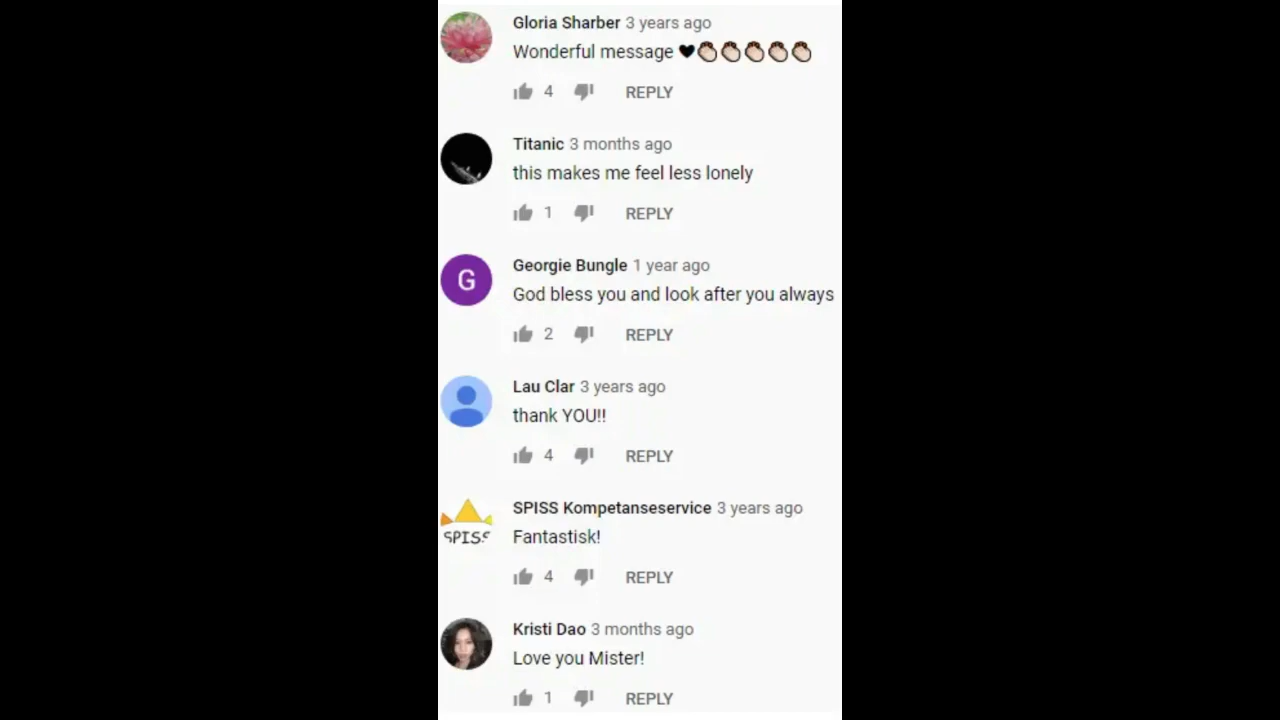 Gloria Sharber 3 years ago
Wonderful message 🖤👏🏻👏🏻👏🏻👏🏻👏🏻
4 REPLY
Titanic 3 months ago
this makes me feel less lonely
1 REPLY
G
Georgie Bungle 1 year ago
God bless you and look after you always
2 REPLY
Lau Clar 3 years ago
thank YOU!!
4 REPLY
SPISS
SPISS Kompetanseservice 3 years ago
Fantastisk!
4 REPLY
Kristi Dao 3 months ago
Love you Mister!
1 REPLY